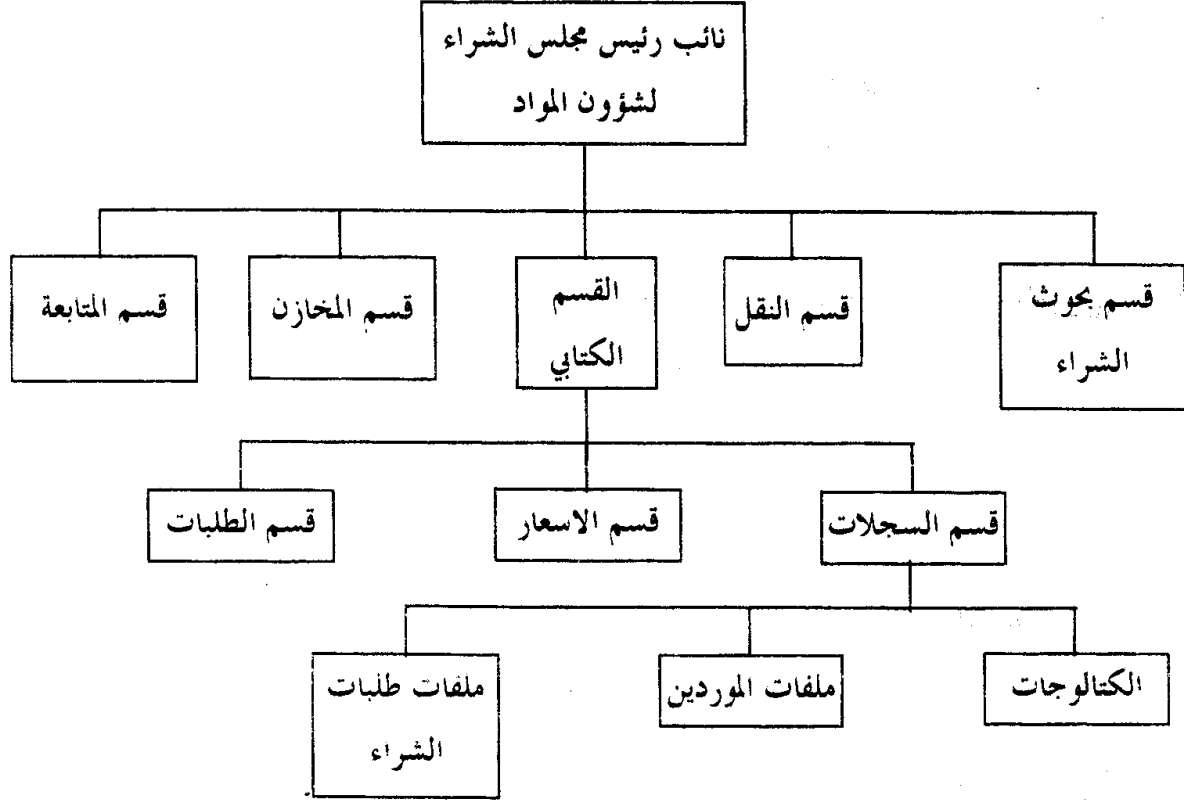 نائب رئيس مجلس الشراء
لشؤون المواد
قسم بحوث
الشراء
قسم النقل
القسم
الكتابي
قسم المخازن
قسم المتابعة
قسم السجلات
قسم الاسعار
قسم الطلبات
الكتالوجات
ملفات الموردين
ملفات طلبات
الشراء